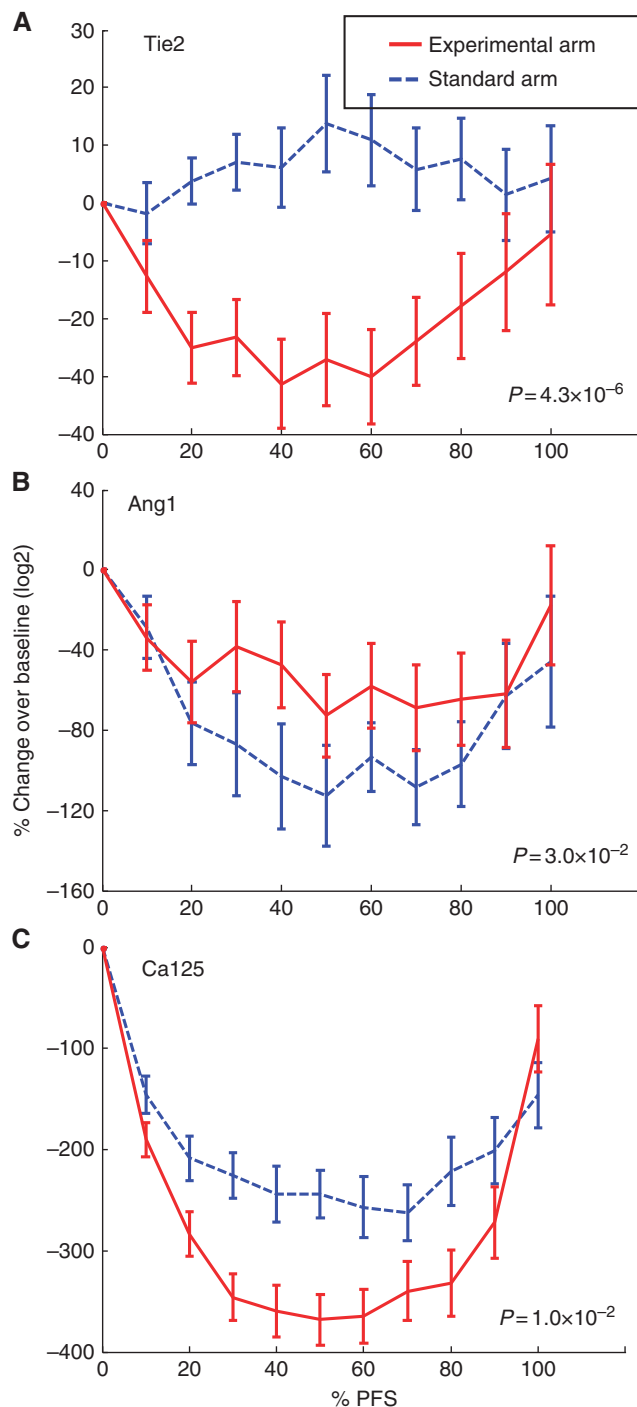 A
Tie2
Experimental arm
Standard arm
30
20
10
0
−10
−20
−20
−40
−40
P = 4.3×10⁻⁶
0 20 40 60 80 100
B
Ang1
40
0
−40
−80
−120
−160
P = 3.0×10⁻²
0 20 40 60 80 100
% Change over baseline (log2)
C
Ca125
0
−100
−200
−300
−400
P = 1.0×10⁻²
0 20 40 60 80 100
% PFS